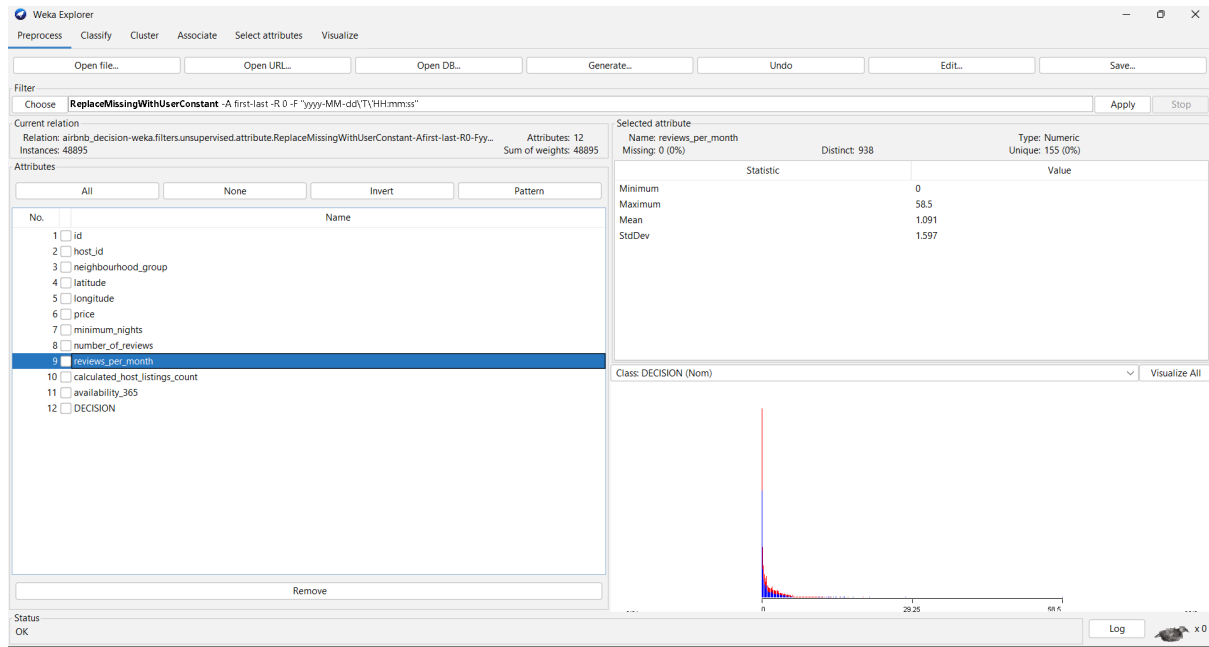 Weka Explorer
Preprocess Classify Cluster Associate Select attributes Visualize
Open file... Open URL... Open DB... Generate... Undo Edit... Save...
Filter
Choose ReplaceMissingWithUserConstant -A first-last -R 0 -F "yyyy-MM-dd\'T\'HH:mm:ss" Apply Stop
Current relation
Relation: airbnb_decision-weka.filters.unsupervised.attribute.ReplaceMissingWithUserConstant-Afirst-last-R0-Fyy... Attributes: 12
Instances: 48895 Sum of weights: 48895
Attributes
All None Invert Pattern
No. Name
1 id
2 host_id
3 neighbourhood_group
4 latitude
5 longitude
6 price
7 minimum_nights
8 number_of_reviews
9 reviews_per_month
10 calculated_host_listings_count
11 availability_365
12 DECISION
Remove
Selected attribute
Name: reviews_per_month Type: Numeric
Missing: 0 (0%) Distinct: 938 Unique: 155 (0%)
Statistic Value
Minimum 0
Maximum 58.5
Mean 1.091
StdDev 1.597
Class: DECISION (Nom) Visualize All
0 29.25 58.5
Status
OK
Log x 0